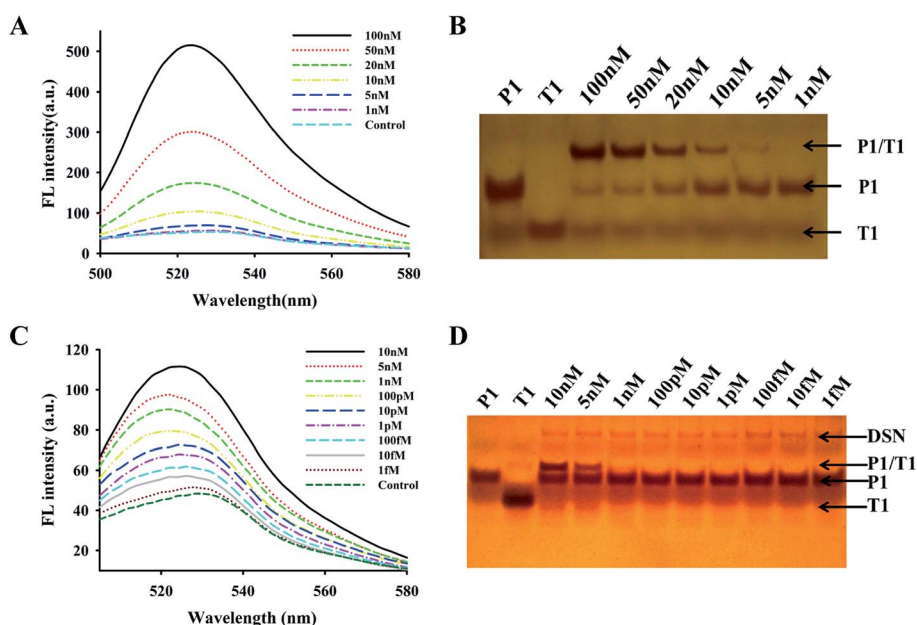 A
FL intensity(a.u.)
500
400
300
200
100
0
500
520
540
560
580
Wavelength(nm)
100nM
50nM
20nM
10nM
5nM
1nM
Control
B
P1
T1
100nM
50nM
20nM
10nM
5nM
1nM
P1/T1
P1
T1
C
FL intensity (a.u.)
120
100
80
60
40
20
520
540
560
580
Wavelength (nm)
10nM
5nM
1nM
100pM
10pM
1pM
100fM
10fM
1fM
Control
D
P1
T1
10nM
5nM
1nM
100pM
10pM
1pM
100fM
10fM
1fM
DSN
P1/T1
P1
T1